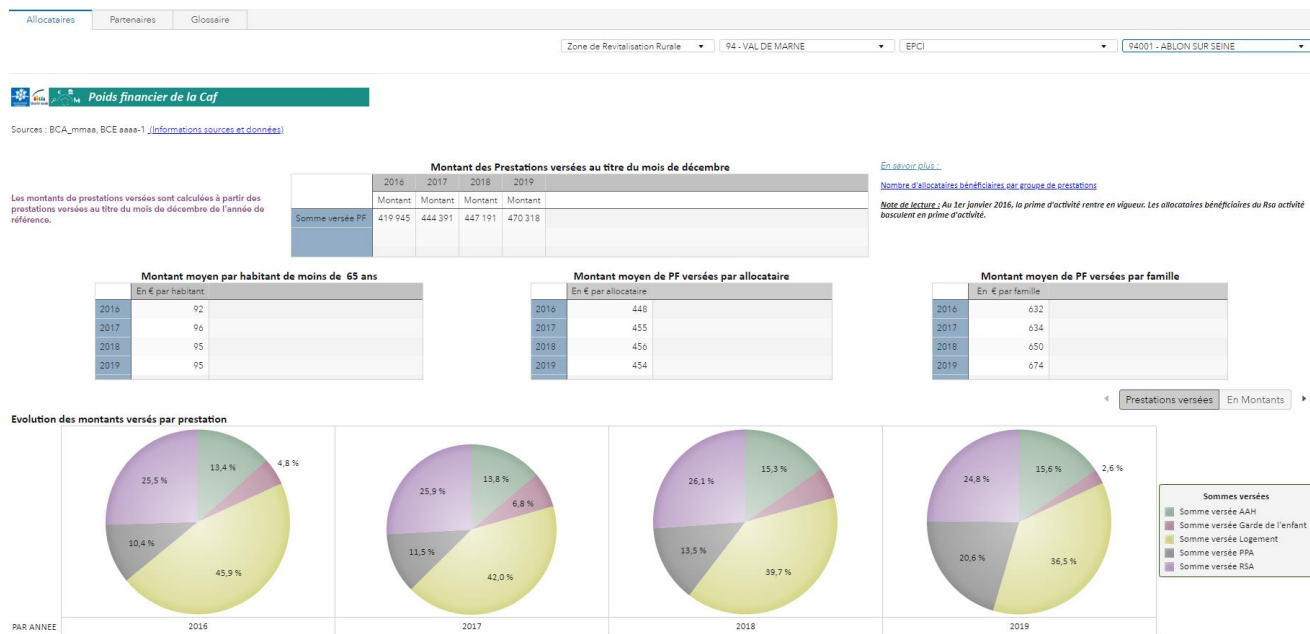 Allocataires Partenaires Glossaire
Zone de Revitalisation Rurale 94 - VAL DE MARNE EPCI 94001 - ABLON SUR SEINE
Poids financier de la Caf
Sources : BCA_mmaa, BCE aaaa-1 (Informations sources et données)
Montant des Prestations versées au titre du mois de décembre
En savoir plus :
2016 2017 2018 2019
Nombre d'allocataires bénéficiaires par groupe de prestations
Montant Montant Montant Montant
Les montants de prestations versées sont calculées à partir des
prestations versées au titre du mois de décembre de l'année de
référence.
Note de lecture : Au 1er janvier 2016, la prime d'activité rentre en vigueur. Les allocataires bénéficiaires du Rsa activité
basculent en prime d'activité.
Somme versée PF 419 945 444 391 447 191 470 318
Montant moyen par habitant de moins de 65 ans
En € par habitant
2016 92
2017 96
2018 95
2019 95
Montant moyen de PF versées par allocataire
En € par allocataire
2016 448
2017 455
2018 456
2019 454
Montant moyen de PF versées par famille
En € par famille
2016 632
2017 634
2018 650
2019 674
Prestations versées En Montants
Evolution des montants versés par prestation
13,4 %
4,8 %
45,9 %
10,4 %
25,5 %
13,8 %
6,8 %
42,0 %
11,5 %
25,9 %
15,3 %
39,7 %
13,5 %
26,1 %
15,6 %
2,6 %
36,5 %
20,6 %
24,8 %
Sommes versées
Somme versée AAH
Somme versée Garde de l'enfant
Somme versée Logement
Somme versée PPA
Somme versée RSA
PAR ANNEE 2016 2017 2018 2019